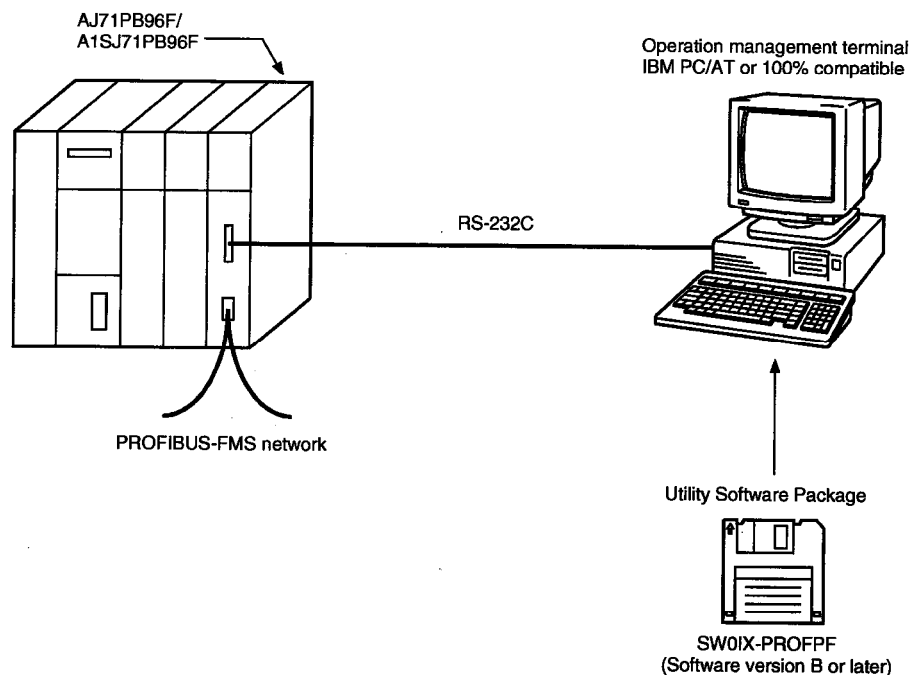 AJ71PB96F/
A1SJ71PB96F
Operation management terminal
IBM PC/AT or 100% compatible
RS-232C
PROFIBUS-FMS network
Utility Software Package
SW0IX-PROFPF
(Software version B or later)